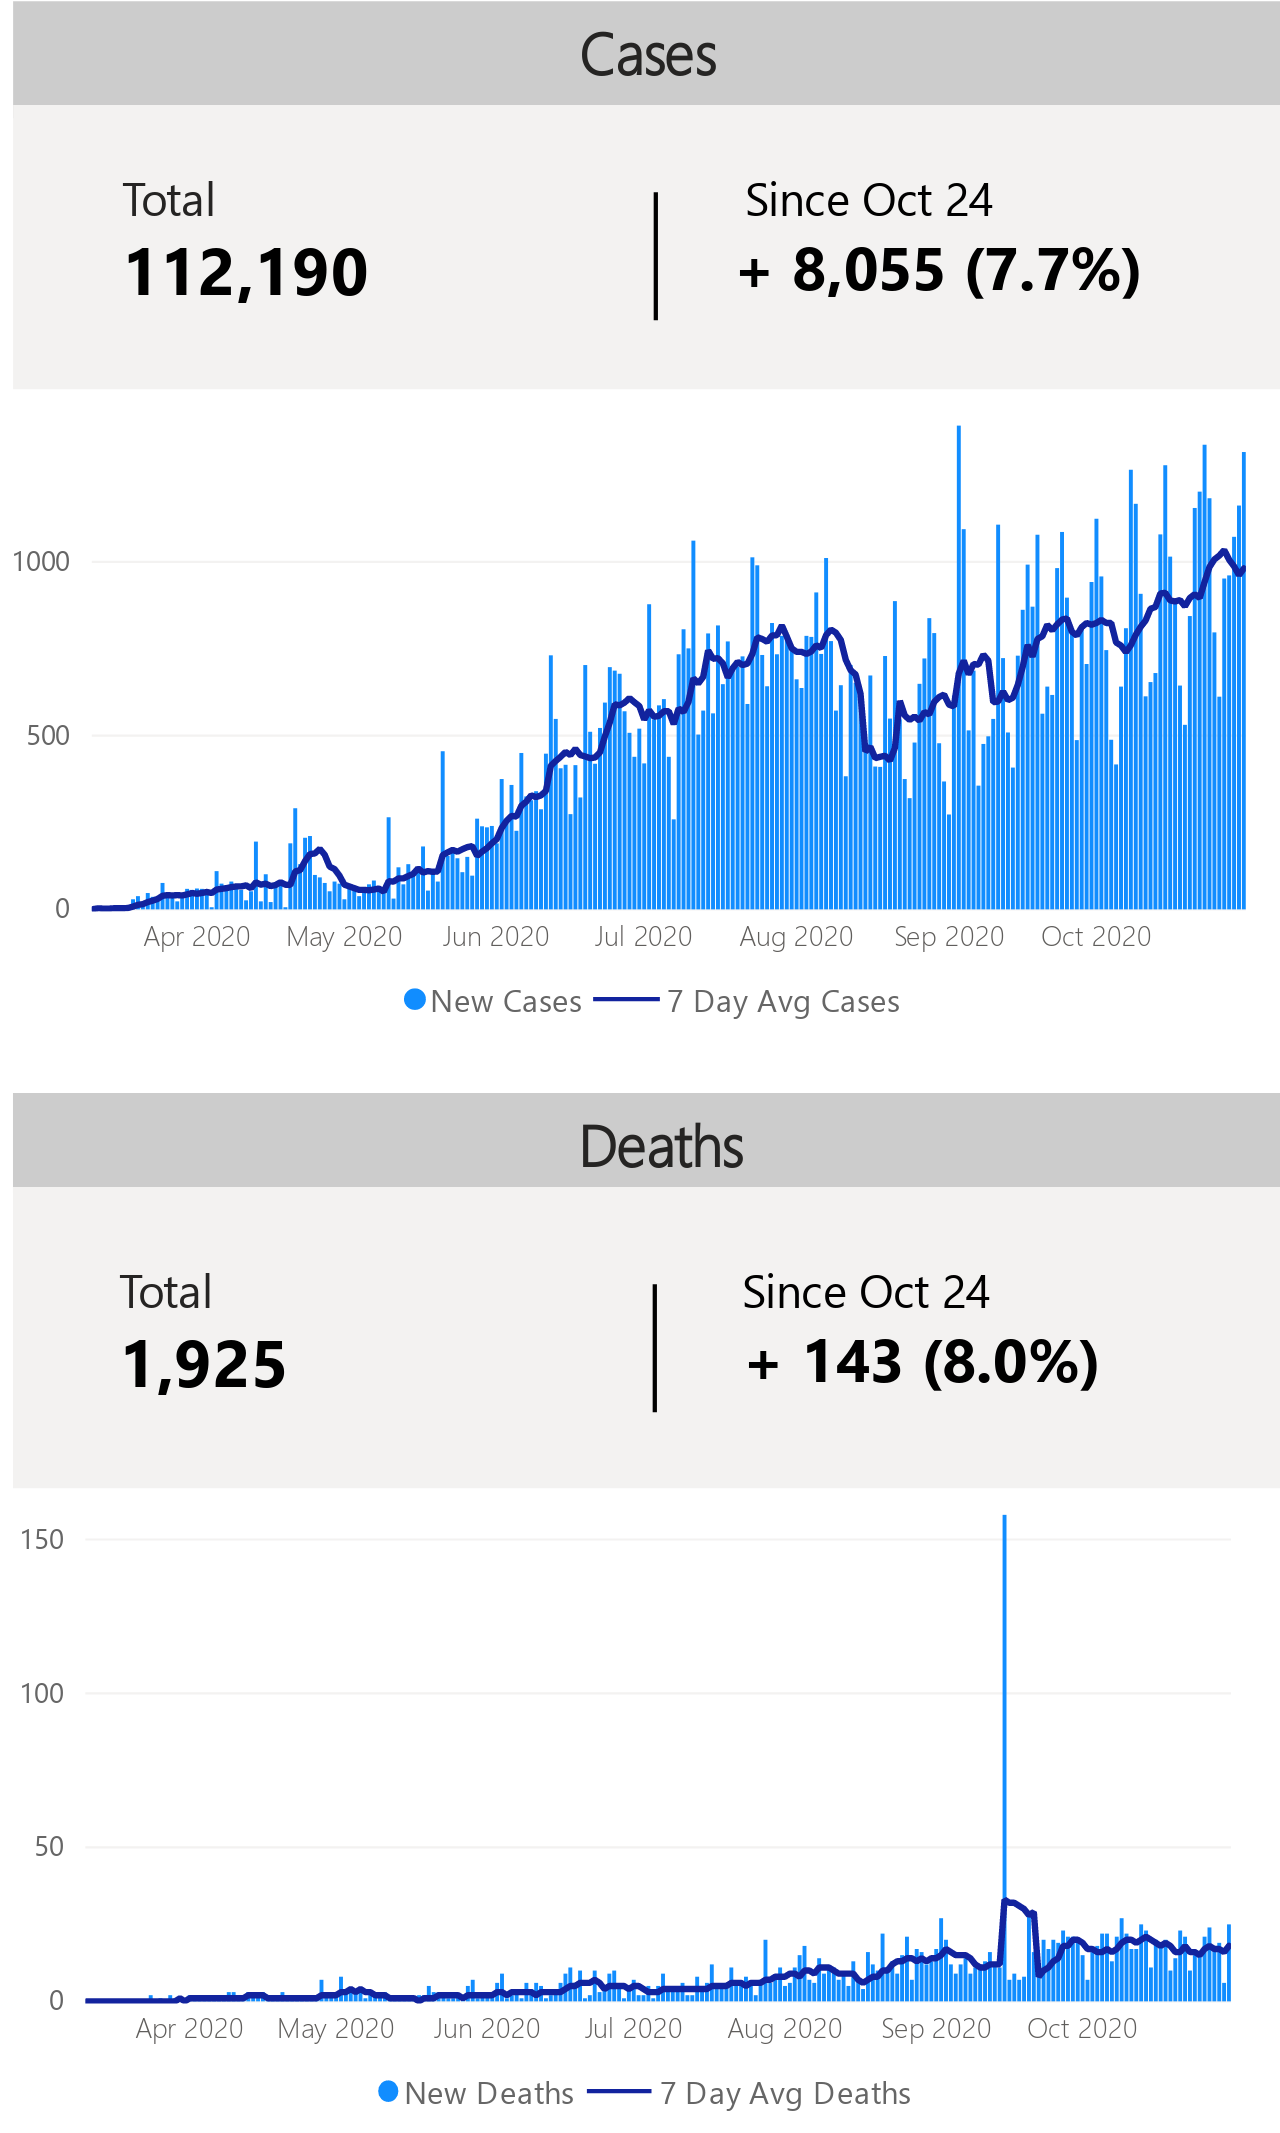 Cases
Total
Since Oct 24
112,190
+ 8,055 (7.7%)
1000
500
0
Apr 2020 May 2020 Jun 2020 Jul 2020 Aug 2020 Sep 2020 Oct 2020
New Cases 7 Day Avg Cases
Deaths
Total
Since Oct 24
1,925
+ 143 (8.0%)
150
100
50
0
Apr 2020 May 2020 Jun 2020 Jul 2020 Aug 2020 Sep 2020 Oct 2020
New Deaths 7 Day Avg Deaths